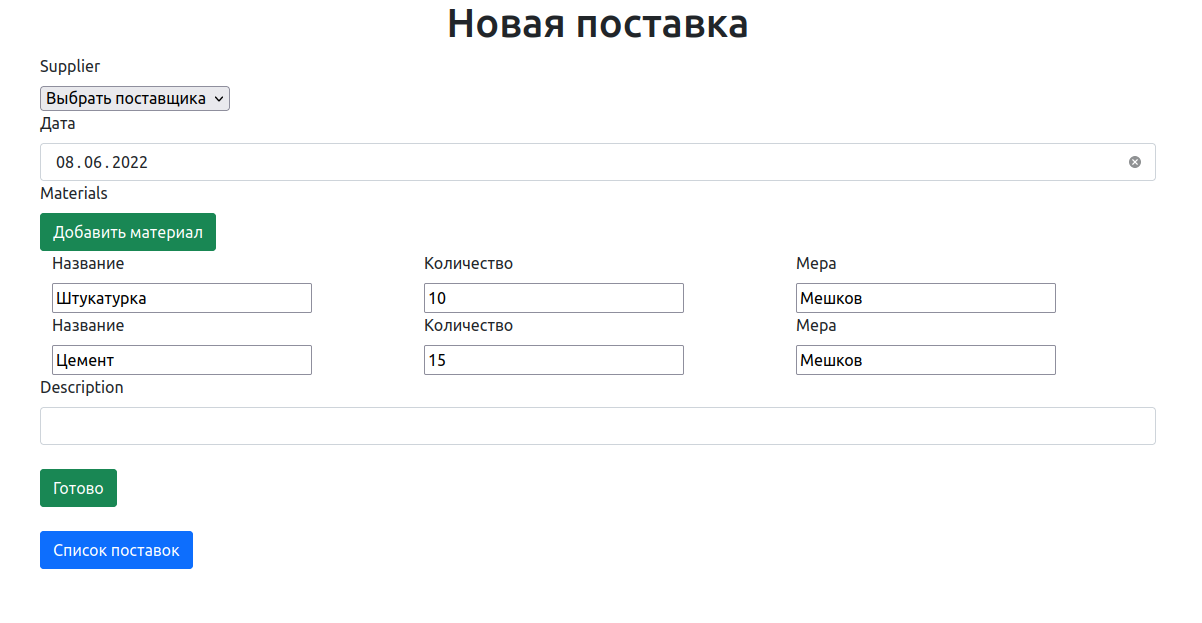 Новая поставка
Supplier
Выбрать поставщика
Дата
08.06.2022
Materials
Добавить материал
Название Количество Мера
Штукатурка 10 Мешков
Название Количество Мера
Цемент 15 Мешков
Description
Готово
Список поставок